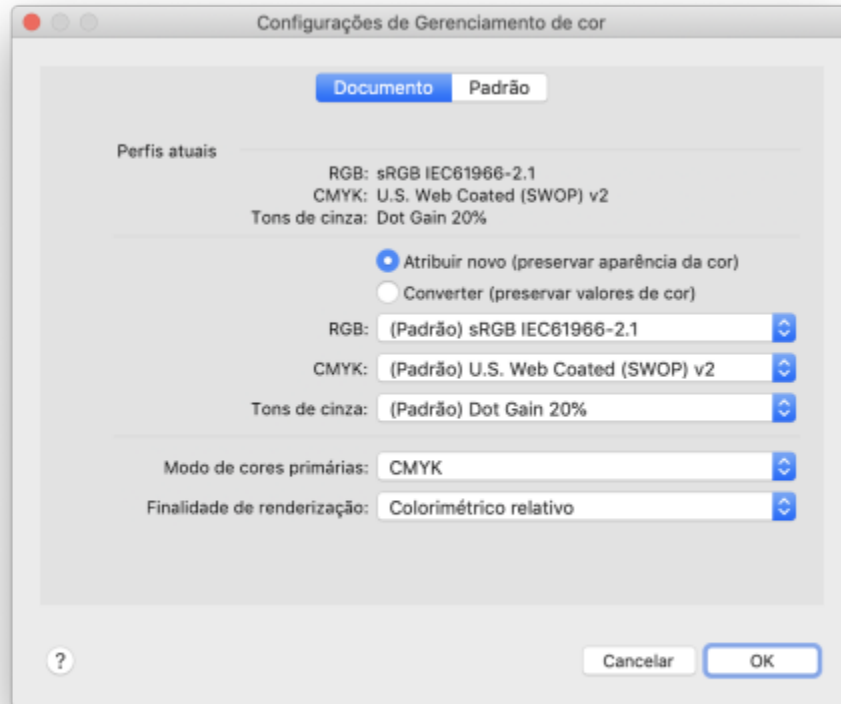 Configurações de Gerenciamento de cor
Documento Padrão
Perfis atuais
RGB: sRGB IEC61966-2.1
CMYK: U.S. Web Coated (SWOP) v2
Tons de cinza: Dot Gain 20%
Atribuir novo (preservar aparência da cor)
Converter (preservar valores de cor)
RGB: (Padrão) sRGB IEC61966-2.1
CMYK: (Padrão) U.S. Web Coated (SWOP) v2
Tons de cinza: (Padrão) Dot Gain 20%
Modo de cores primárias: CMYK
Finalidade de renderização: Colorimétrico relativo
? Cancelar OK